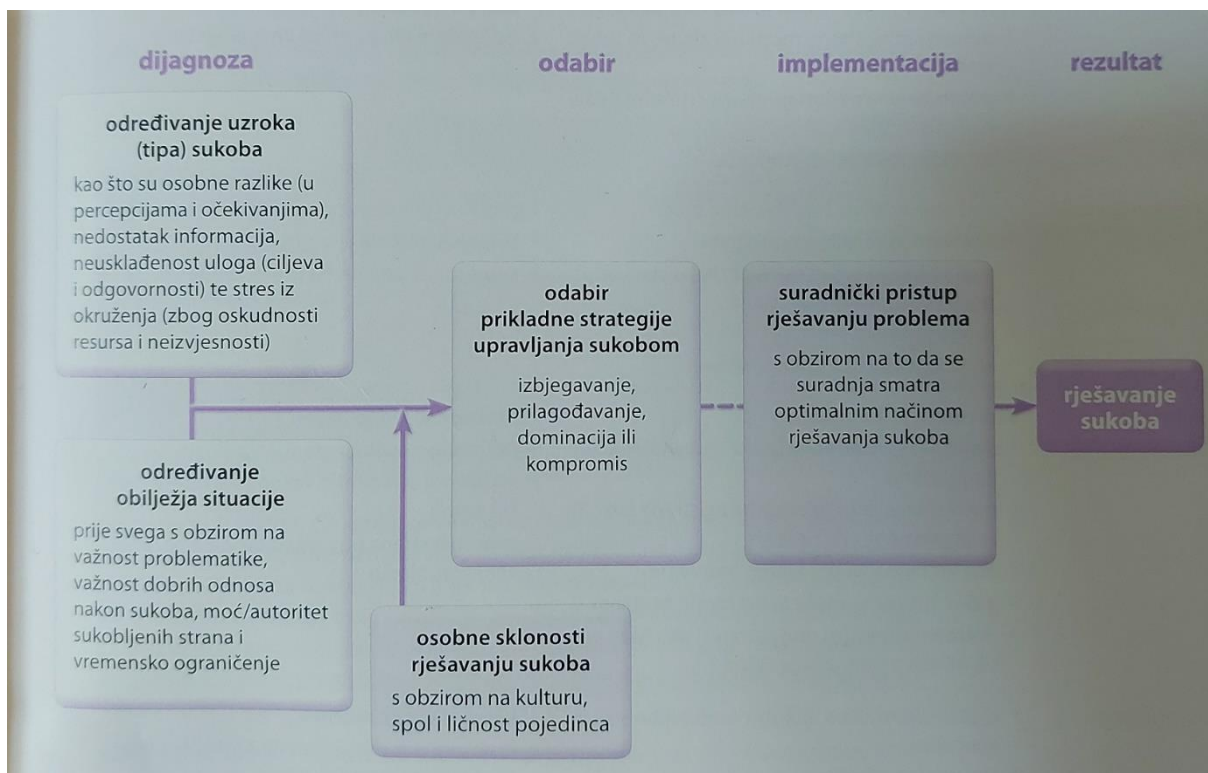 dijagnoza
odabir
implementacija
rezultat
određivanje uzroka
(tipa) sukoba
kao što su osobne razlike (u
percepcijama i očekivanjima),
nedostatak informacija,
neusklađenost uloga (ciljeva
i odgovornosti) te stres iz
okruženja (zbog oskudnosti
resursa i neizvjesnosti)
određivanje
obilježja situacije
prije svega s obzirom na
važnost problematike,
važnost dobrih odnosa
nakon sukoba, moć/autoritet
sukobljenih strana i
vremensko ograničenje
osobne sklonosti
rješavanju sukoba
s obzirom na kulturu,
spol i ličnost pojedinca
odabir
prikladne strategije
upravljanja sukobom
izbjegavanje,
prilagođavanje,
dominacija ili
kompromis
suradnički pristup
rješavanju problema
s obzirom na to da se
suradnja smatra
optimalnim načinom
rješavanja sukoba
rješavanje
sukoba